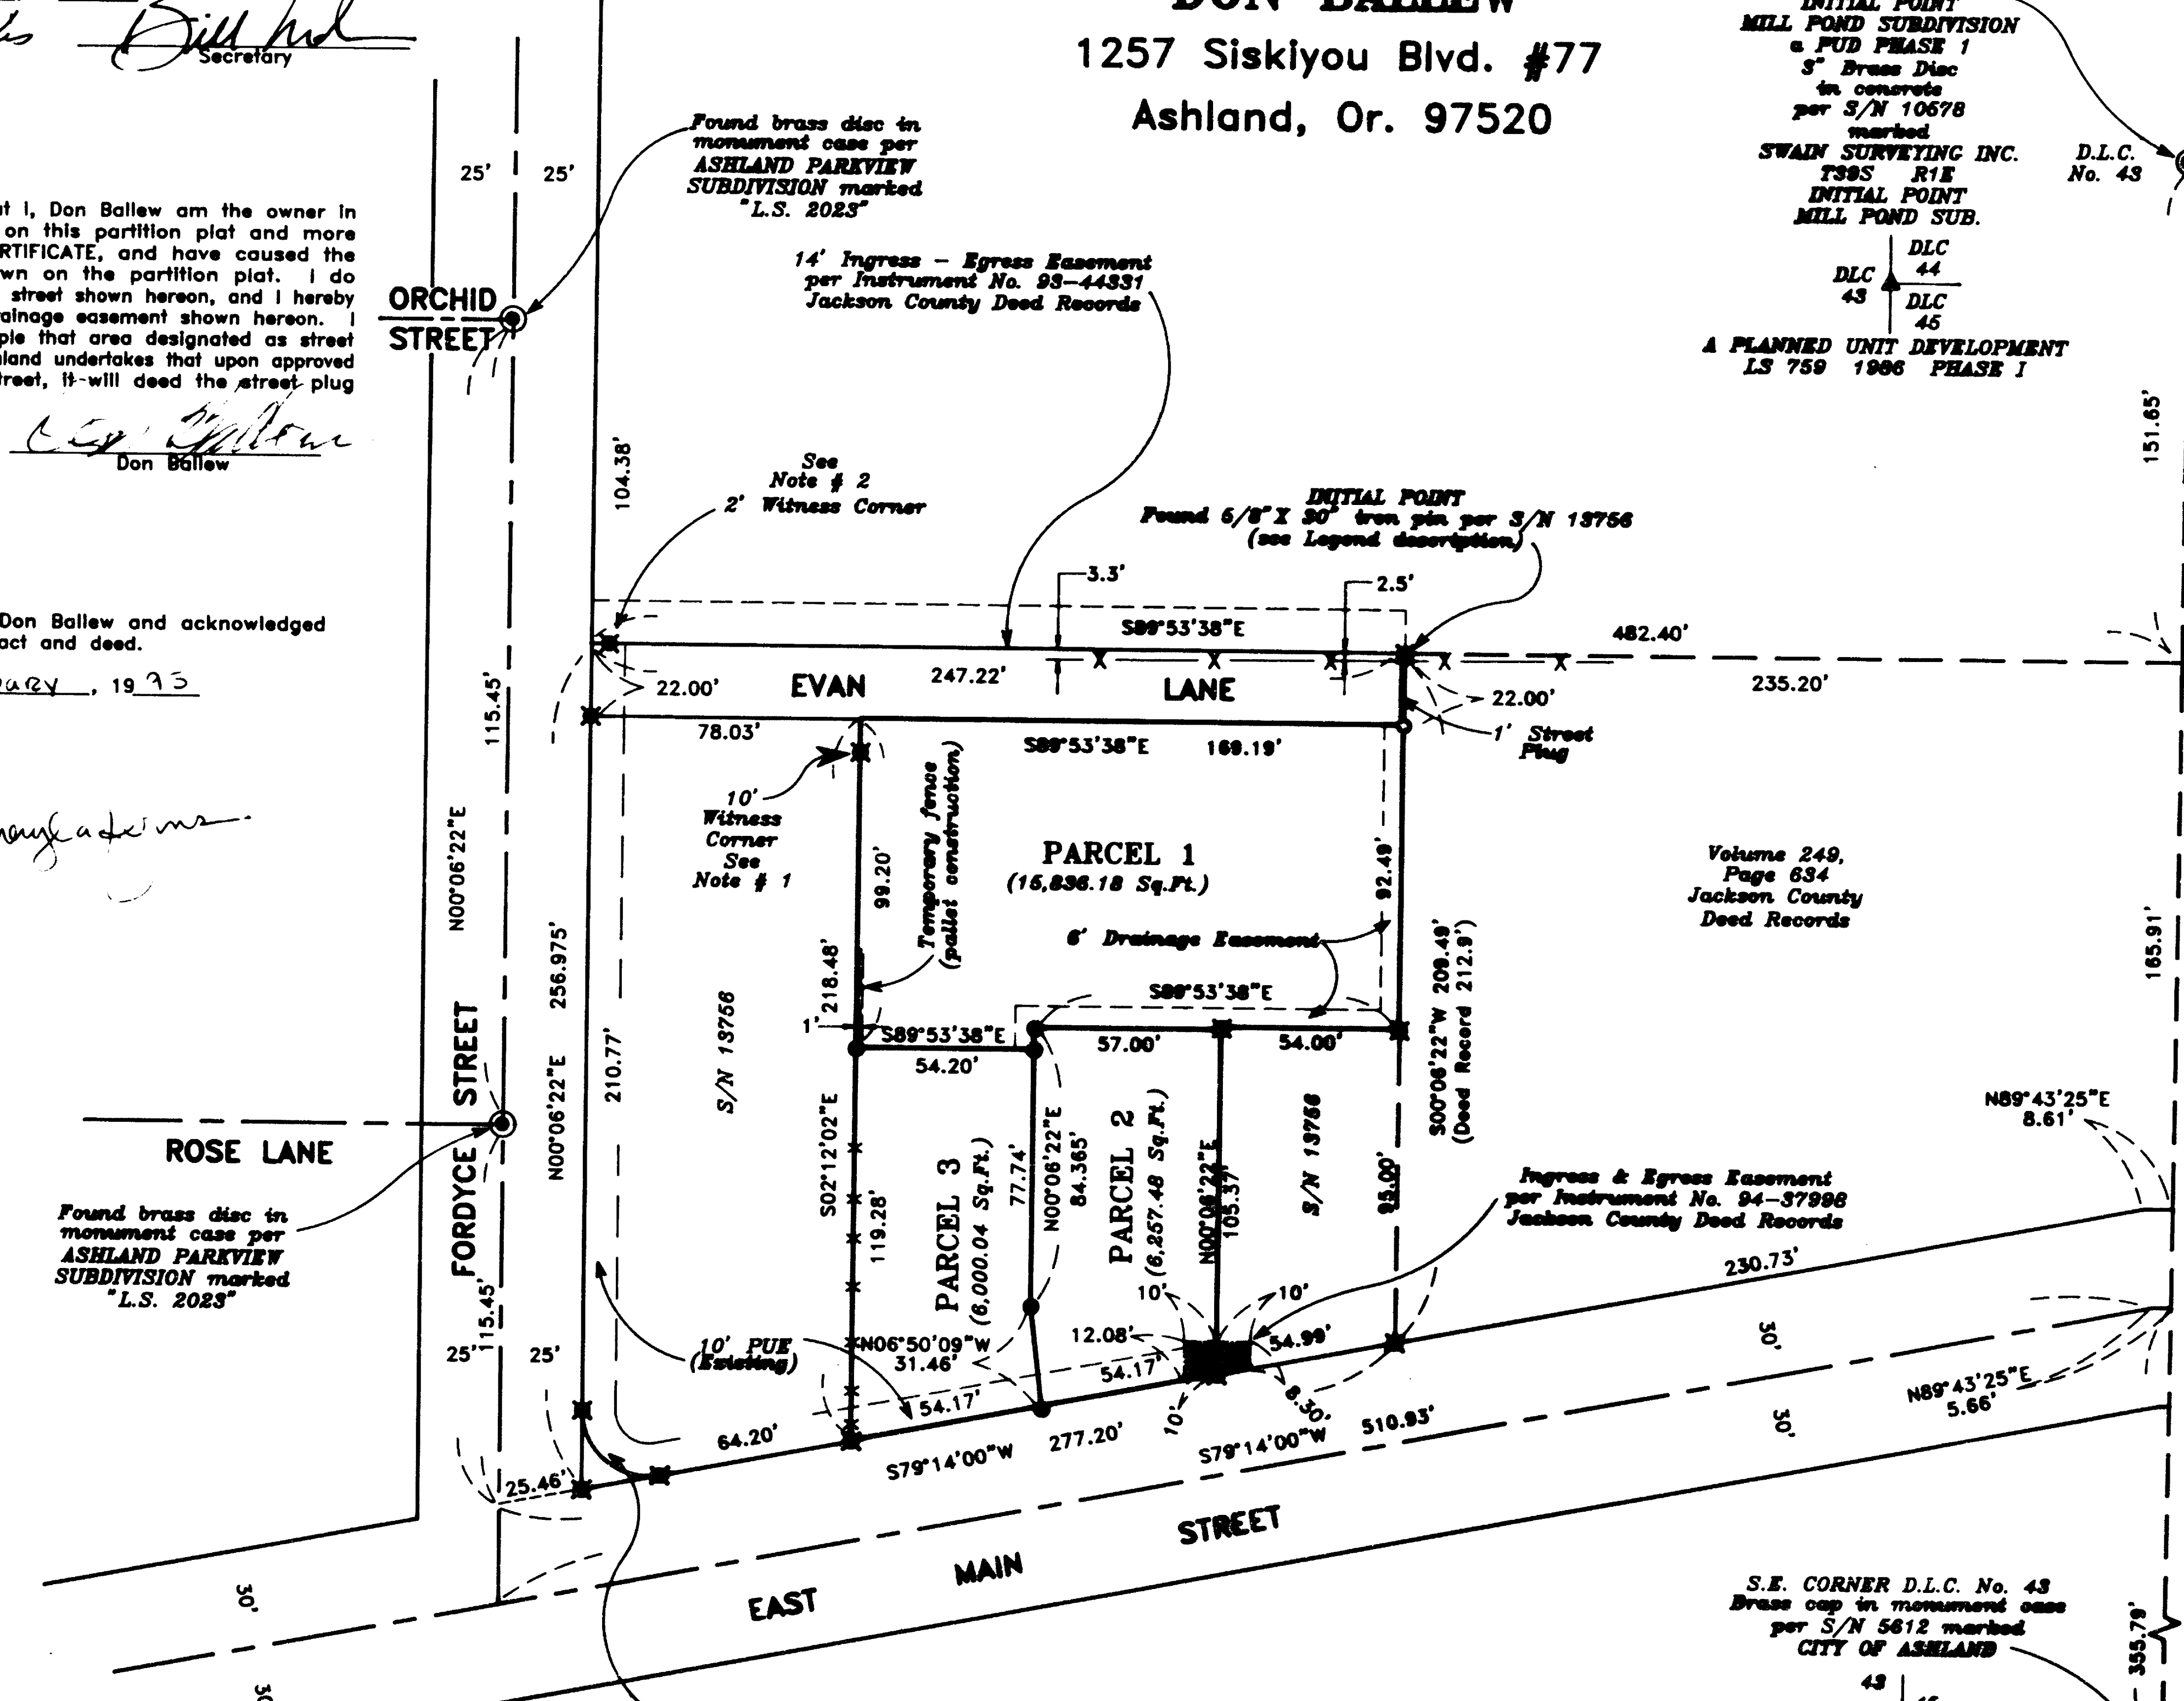 Secretary
DON BALLEW
1257 Siskiyou Blvd. #77
Ashland, Or. 97520
INITIAL POINT
MILL POND SUBDIVISION
a PUD PHASE 1
3" Brass Disc
in concrete
per S/N 10678
marked
SWAIN SURVEYING INC.
T39S R1E
INITIAL POINT
MILL POND SUB.
D.L.C.
No. 43
DLC
44
DLC
43
DLC
45
A PLANNED UNIT DEVELOPMENT
LS 759 1986 PHASE I
25'
25'
Found brass disc in
monument case per
ASHLAND PARKVIEW
SUBDIVISION marked
"L.S. 2023"
t I, Don Ballew am the owner in
on this partition plat and more
RTIFICATE, and have caused the
wn on the partition plat. I do
street shown hereon, and I hereby
ainage easement shown hereon. I
ple that area designated as street
land undertakes that upon approved
treet, it will deed the street plug
Don Ballew
ORCHID
STREET
14' Ingress - Egress Easement
per Instrument No. 93-44331
Jackson County Deed Records
151.65'
104.38'
See
Note # 2
2' Witness Corner
INITIAL POINT
Found 5/8" X 30" iron pin per S/N 13756
(see Legend description)
3.3'
2.5'
Don Ballew and acknowledged
act and deed.
, 19 95
S89°53'38"E
482.40'
22.00'
EVAN
247.22'
LANE
22.00'
235.20'
115.45'
78.03'
S89°53'38"E
169.19'
1' Street
Plug
10'
Witness
Corner
See
Note # 1
Temporary fence
(pallet construction)
N00°06'22"E
99.20'
PARCEL 1
(15,836.18 Sq.Ft.)
92.49'
Volume 249,
Page 634
Jackson County
Deed Records
6' Drainage Easement
256.975'
218.48'
S00°06'22"W 209.49'
(Deed Record 212.9')
165.91'
S89°53'38"E
1'
S89°53'38"E
54.20'
57.00'
54.00'
FORDYCE STREET
N00°06'22"E
210.77'
S/N 13756
S02°12'02"E
119.28'
PARCEL 3
(6,000.04 Sq.Ft.)
77.74'
N00°06'22"E
84.365'
PARCEL 2
(6,257.48 Sq.Ft.)
N00°06'22"E
105.37'
S/N 13756
95.00'
N89°43'25"E
8.61'
ROSE LANE
Found brass disc in
monument case per
ASHLAND PARKVIEW
SUBDIVISION marked
"L.S. 2023"
Ingress & Egress Easement
per Instrument No. 94-37996
Jackson County Deed Records
230.73'
115.45'
25'
25'
10' PUE
(Existing)
N06°50'09"W
31.46'
10'
10'
12.08'
54.99'
54.17'
54.17'
8.30'
10'
30'
N89°43'25"E
5.66'
64.20'
S79°14'00"W
277.20'
S79°14'00"W
510.93'
30'
25.46'
EAST MAIN STREET
30'
30
S.E. CORNER D.L.C. No. 43
Brass cap in monument case
per S/N 5612 marked
CITY OF ASHLAND
43
355.79'